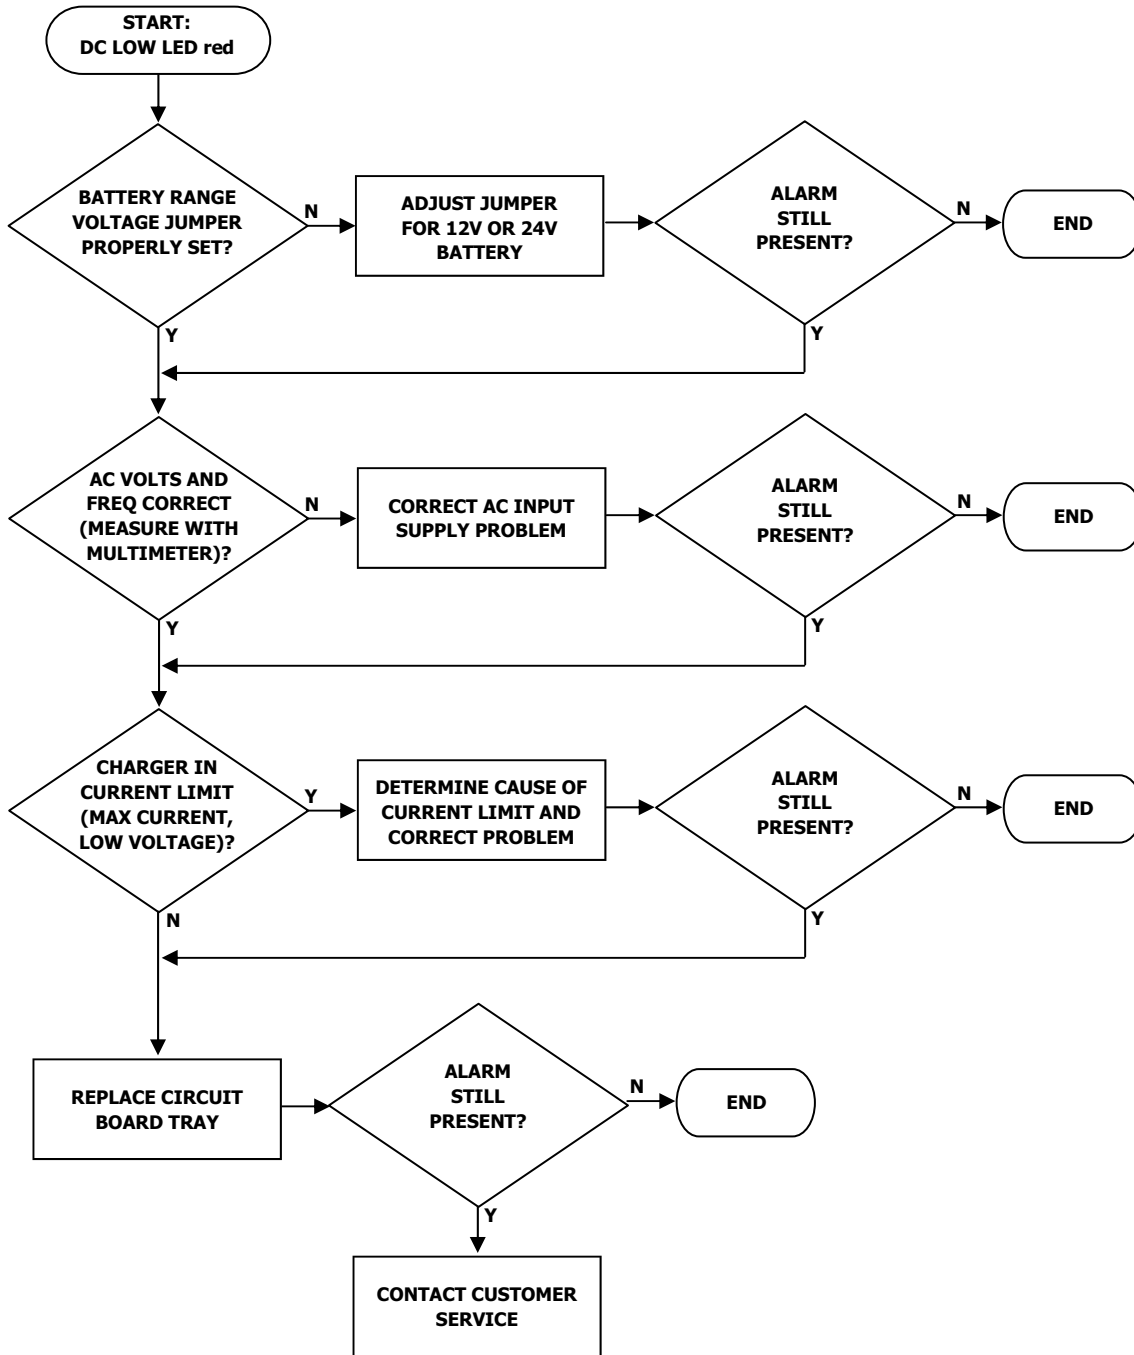 START:
DC LOW LED red
BATTERY RANGE
VOLTAGE JUMPER
PROPERLY SET?
N
ADJUST JUMPER
FOR 12V OR 24V
BATTERY
ALARM
STILL
PRESENT?
N
END
Y
Y
AC VOLTS AND
FREQ CORRECT
(MEASURE WITH
MULTIMETER)?
N
CORRECT AC INPUT
SUPPLY PROBLEM
ALARM
STILL
PRESENT?
N
END
Y
Y
CHARGER IN
CURRENT LIMIT
(MAX CURRENT,
LOW VOLTAGE)?
Y
DETERMINE CAUSE OF
CURRENT LIMIT AND
CORRECT PROBLEM
ALARM
STILL
PRESENT?
N
END
N
Y
REPLACE CIRCUIT
BOARD TRAY
ALARM
STILL
PRESENT?
N
END
Y
CONTACT CUSTOMER
SERVICE